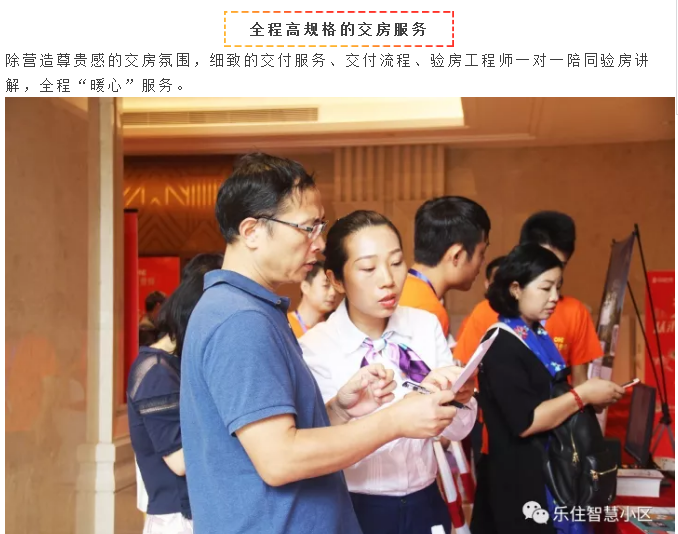 全程高规格的交房服务
除营造尊贵感的交房氛围，细致的交付服务、交付流程、验房工程师一对一陪同验房讲
解，全程“暖心”服务。
乐住智慧小区